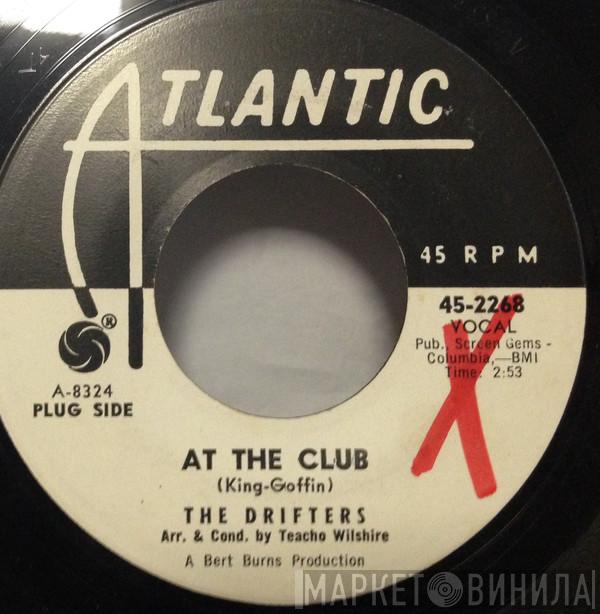 ATLANTIC
45 RPM
45-2268
VOCAL
Pub., Screen Gems -
Columbia,—BMI
Time: 2:53
®
A-8324
PLUG SIDE
AT THE CLUB
(King-Goffin)
THE DRIFTERS
Arr. & Cond. by Teacho Wilshire
A Bert Burns Production
МАРКЕТ ВИНИЛА